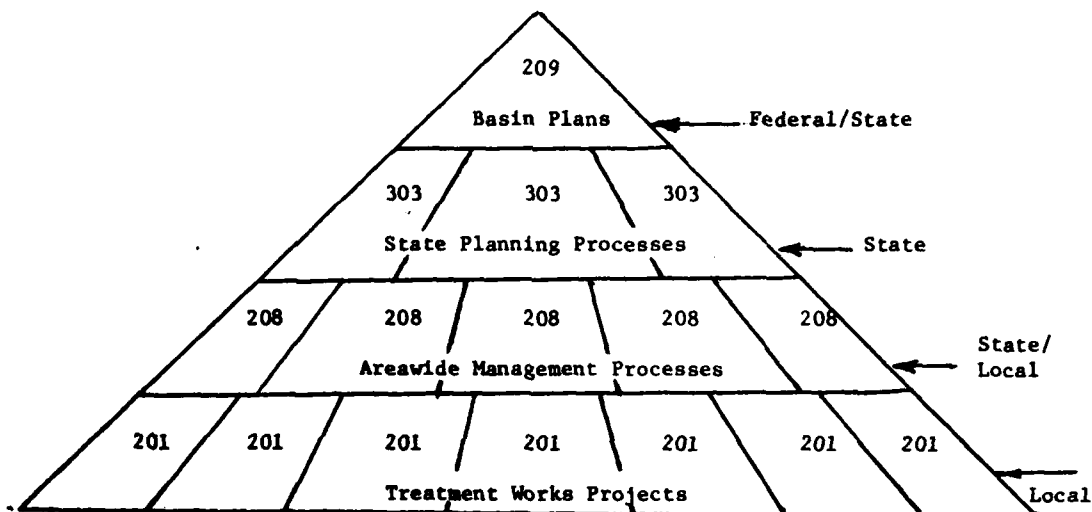 209
Basin Plans
Federal/State
303 303 303
State Planning Processes
State
208 208 208 208 208
Areawide Management Processes
State/
Local
201 201 201 201 201 201 201
Treatment Works Projects
Local